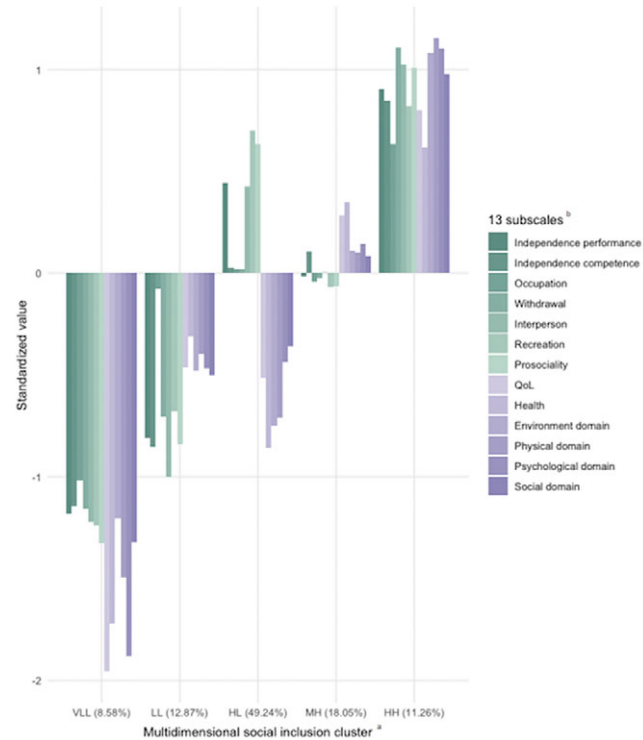 1
0
-1
-2
Standardized value
VLL (8.58%) LL (12.87%) HL (49.24%) MH (18.05%) HH (11.26%)
Multidimensional social inclusion cluster a
13 subscales b
Independence performance
Independence competence
Occupation
Withdrawal
Interperson
Recreation
Prosociality
QoL
Health
Environment domain
Physical domain
Psychological domain
Social domain